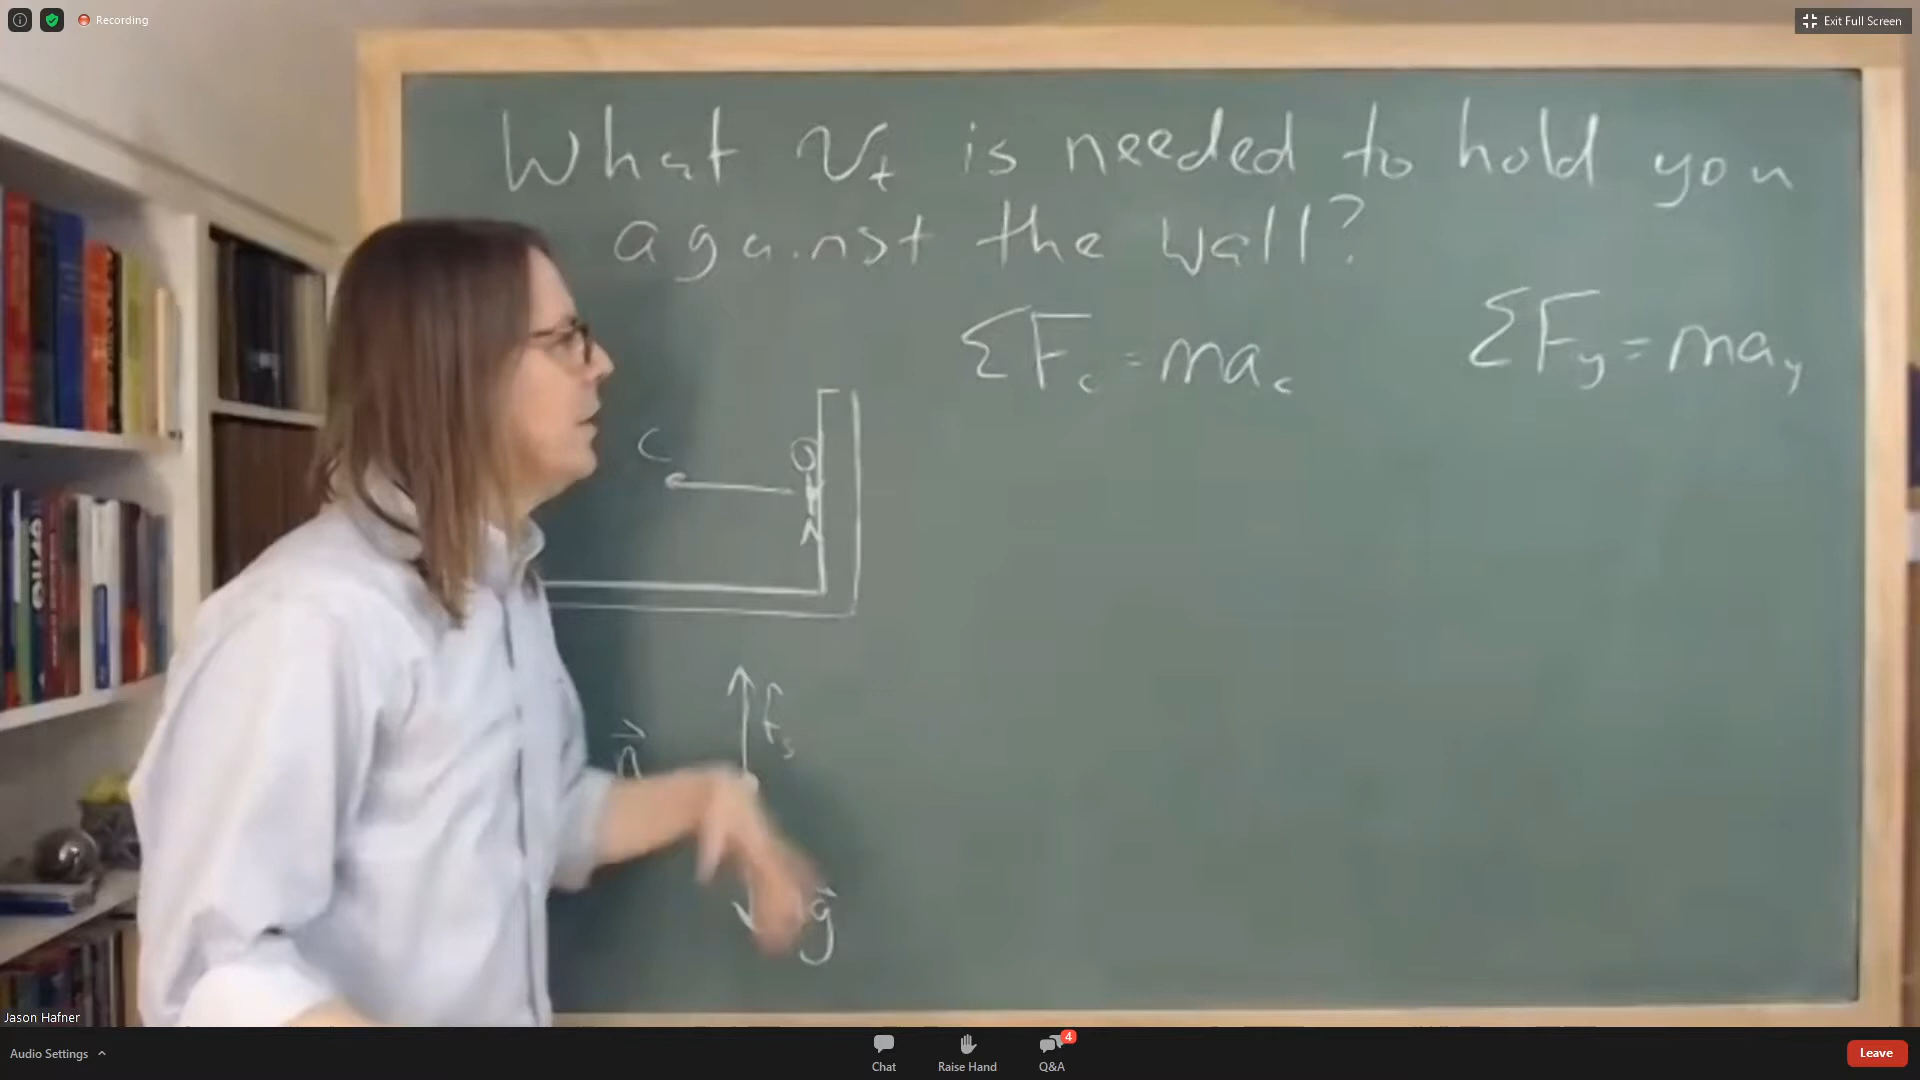 Recording
Exit Full Screen
What v_t is needed to hold you
against the wall?
ΣF_c = ma_c
ΣF_y = ma_y
C
f_s
n⃗
g⃗
Jason Hafner
Audio Settings
Chat
Raise Hand
4
Q&A
Leave